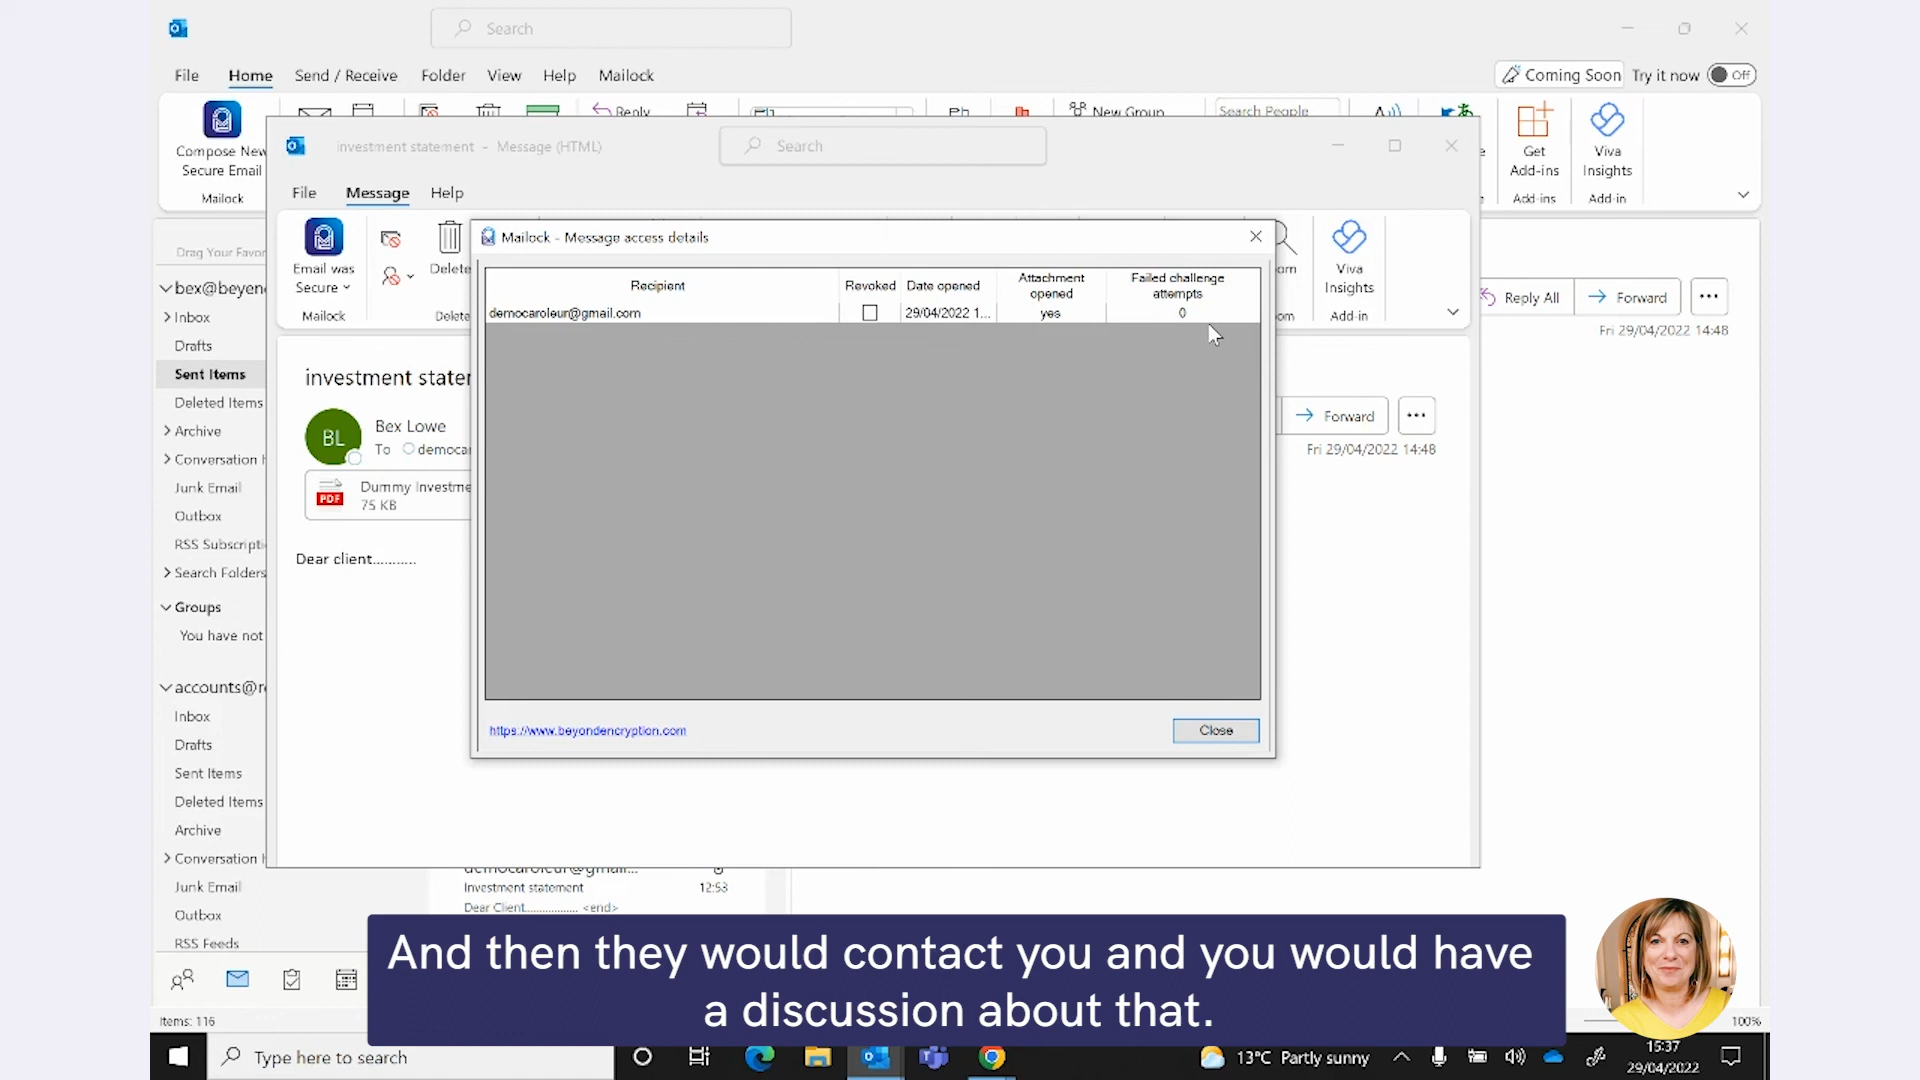 Search
File Home Send / Receive Folder View Help Mailock
Coming Soon Try it now Off
Reply
New Group
Search People
Compose New
Secure Email
Mailock
Get
Add-ins
Add-ins
Viva
Insights
Add-in
investment statement - Message (HTML)
Search
File Message Help
Email was
Secure
Mailock
Delete
Delete
Viva
Insights
Add-in
Mailock - Message access details
Recipient
Revoked
Date opened
Attachment
opened
Failed challenge
attempts
democaroleur@gmail.com
29/04/2022 1...
yes
0
https://www.beyondencryption.com
Close
Reply All
Forward
Fri 29/04/2022 14:48
investment state
BL
Bex Lowe
To democa
PDF
Dummy Investme
75 KB
Forward
Fri 29/04/2022 14:48
Dear client...........
Drag Your Favor
bex@beyen
Inbox
Drafts
Sent Items
Deleted Items
Archive
Conversation
Junk Email
Outbox
RSS Subscripti
Search Folders
Groups
You have not
accounts@r
Inbox
Drafts
Sent Items
Deleted Items
Archive
Conversation
Junk Email
Outbox
RSS Feeds
democaroleur@gmail...
Investment statement
12:53
Dear Client................. <end>
And then they would contact you and you would have
a discussion about that.
Items: 116
100%
Type here to search
13°C Partly sunny
15:37
29/04/2022